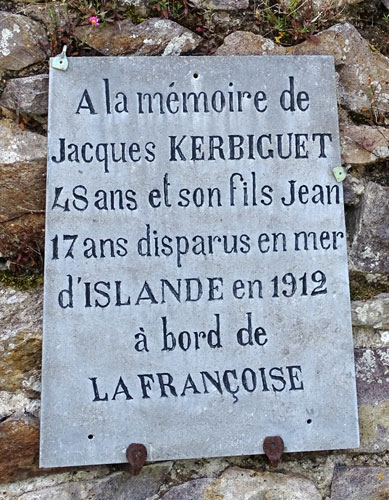 A la mémoire de
Jacques KERBIGUET
48 ans et son fils Jean
17 ans disparus en mer
d'ISLANDE en 1912
à bord de
LA FRANÇOISE